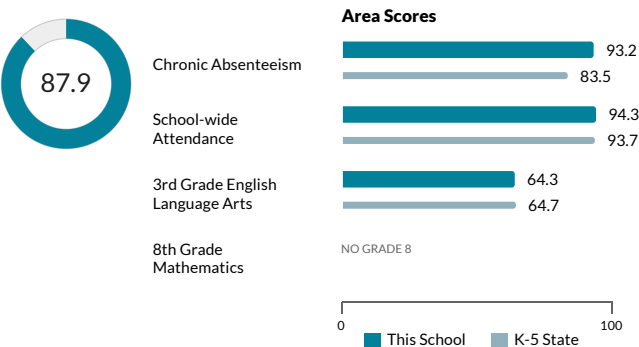 87.9
Area Scores
Chronic Absenteeism
93.2
83.5
School-wide
Attendance
94.3
93.7
3rd Grade English
Language Arts
64.3
64.7
8th Grade
Mathematics
NO GRADE 8
0
100
This School
K-5 State